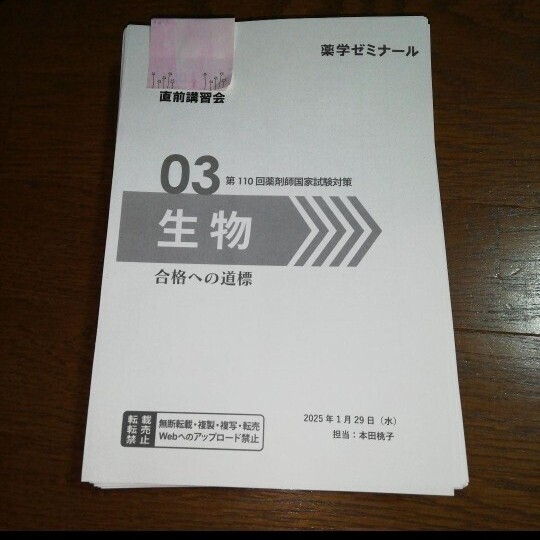 薬学ゼミナール
直前講習会
03 第110回薬剤師国家試験対策
生物
合格への道標
転載
転売
禁止
無断転載・複製・複写・転売
Webへのアップロード禁止
2025年1月29日（水）
担当：本田桃子